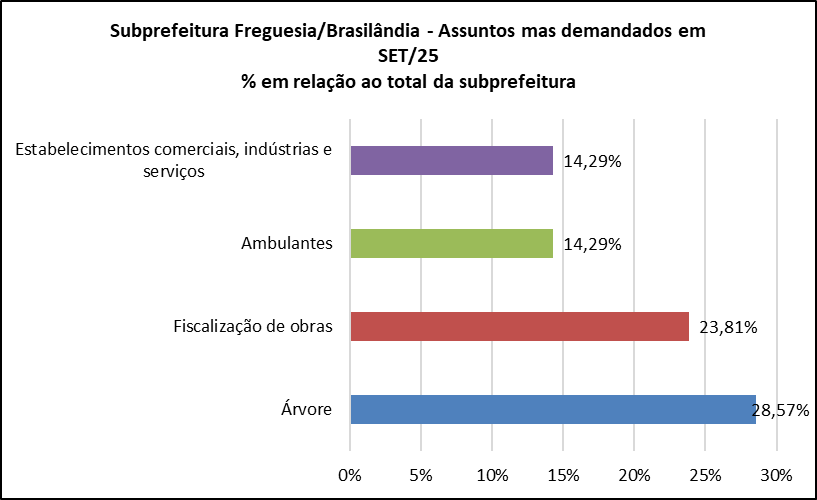 Subprefeitura Freguesia/Brasilândia - Assuntos mas demandados em
SET/25
% em relação ao total da subprefeitura
Estabelecimentos comerciais, indústrias e
serviços
14,29%
Ambulantes
14,29%
Fiscalização de obras
23,81%
Árvore
28,57%
0% 5% 10% 15% 20% 25% 30%